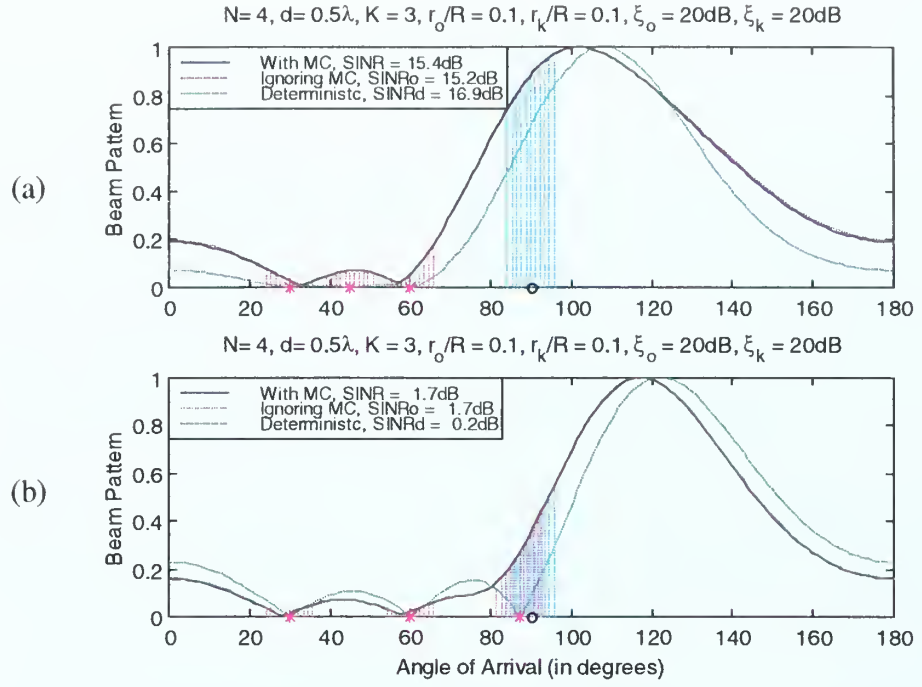 N= 4, d= 0.5λ, K = 3, r_o/R = 0.1, r_k/R = 0.1, ξ_o = 20dB, ξ_k = 20dB
(a)
Beam Pattern
1
0.8
0.6
0.4
0.2
0
With MC, SINR = 15.4dB
Ignoring MC, SINRo = 15.2dB
Deterministc, SINRd = 16.9dB
0 20 40 60 80 100 120 140 160 180
N= 4, d= 0.5λ, K = 3, r_o/R = 0.1, r_k/R = 0.1, ξ_o = 20dB, ξ_k = 20dB
(b)
Beam Pattern
1
0.8
0.6
0.4
0.2
0
With MC, SINR = 1.7dB
Ignoring MC, SINRo = 1.7dB
Deterministc, SINRd = 0.2dB
0 20 40 60 80 100 120 140 160 180
Angle of Arrival (in degrees)